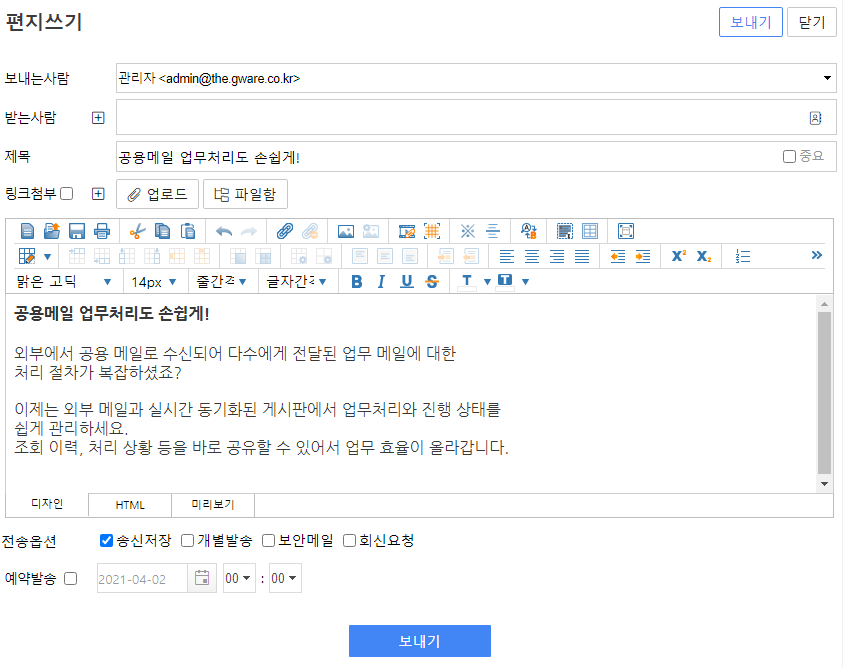 편지쓰기
보내기 닫기
보내는사람 관리자 <admin@the.gware.co.kr>
받는사람
제목 공용메일 업무처리도 손쉽게! 중요
링크첨부 업로드 파일함
맑은 고딕 14px 줄간격 글자간격 B I U S T T
공용메일 업무처리도 손쉽게!
외부에서 공용 메일로 수신되어 다수에게 전달된 업무 메일에 대한
처리 절차가 복잡하셨죠?
이제는 외부 메일과 실시간 동기화된 게시판에서 업무처리와 진행 상태를
쉽게 관리하세요.
조회 이력, 처리 상황 등을 바로 공유할 수 있어서 업무 효율이 올라갑니다.
디자인 HTML 미리보기
전송옵션 송신저장 개별발송 보안메일 회신요청
예약발송 2021-04-02 00 : 00
보내기